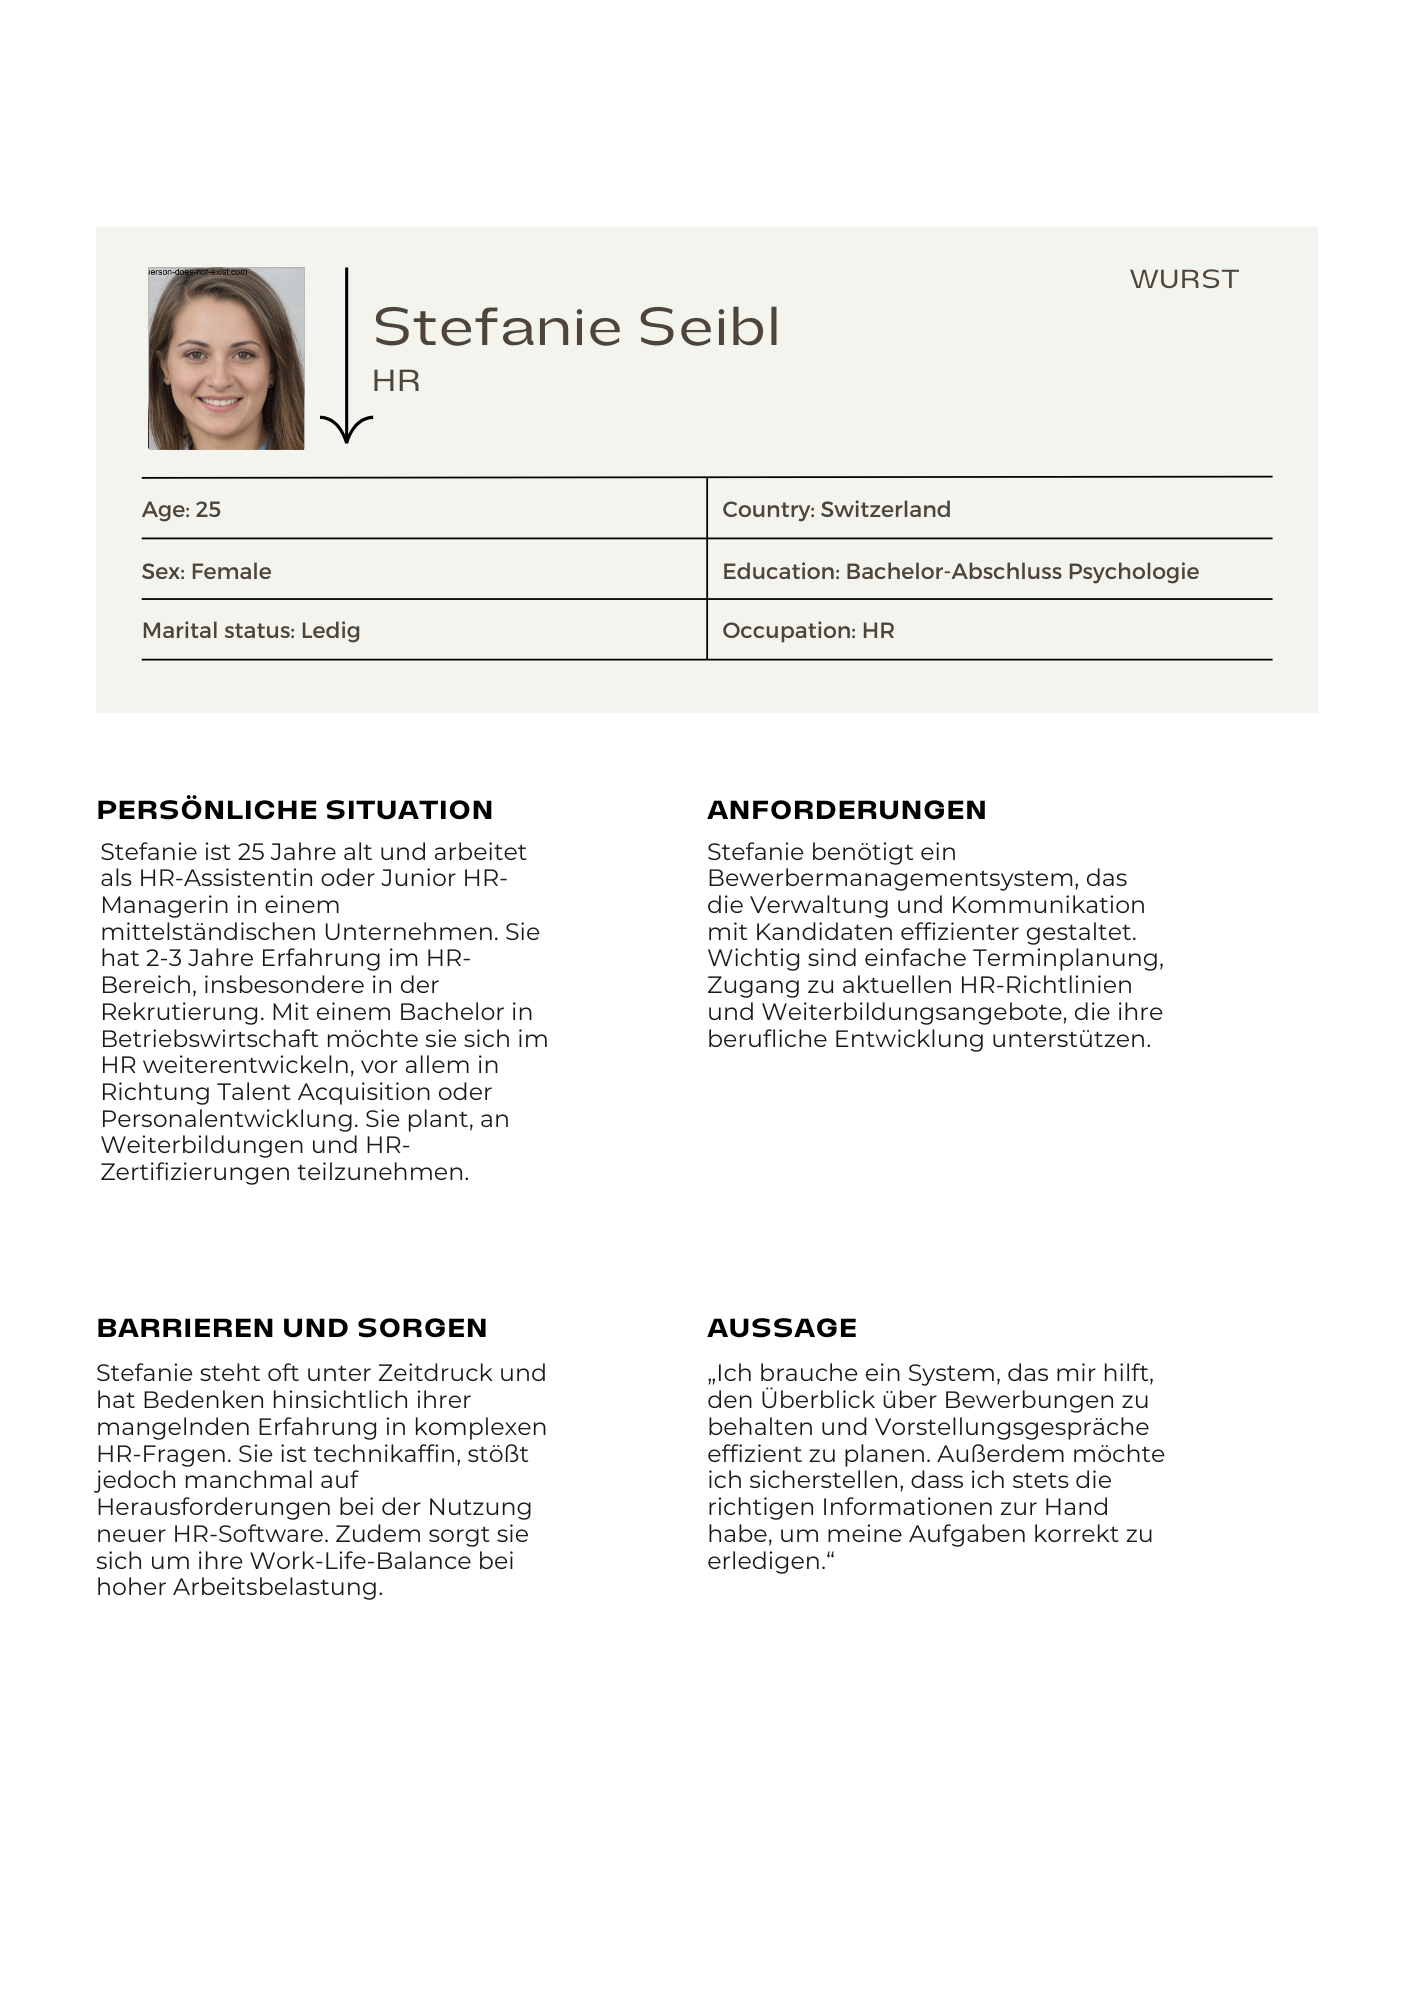 erson-does-not-exist.com
WURST
Stefanie Seibl
HR
Age: 25
Country: Switzerland
Sex: Female
Education: Bachelor-Abschluss Psychologie
Marital status: Ledig
Occupation: HR
PERSÖNLICHE SITUATION
Stefanie ist 25 Jahre alt und arbeitet
als HR-Assistentin oder Junior HR-
Managerin in einem
mittelständischen Unternehmen. Sie
hat 2-3 Jahre Erfahrung im HR-
Bereich, insbesondere in der
Rekrutierung. Mit einem Bachelor in
Betriebswirtschaft möchte sie sich im
HR weiterentwickeln, vor allem in
Richtung Talent Acquisition oder
Personalentwicklung. Sie plant, an
Weiterbildungen und HR-
Zertifizierungen teilzunehmen.
ANFORDERUNGEN
Stefanie benötigt ein
Bewerbermanagementsystem, das
die Verwaltung und Kommunikation
mit Kandidaten effizienter gestaltet.
Wichtig sind einfache Terminplanung,
Zugang zu aktuellen HR-Richtlinien
und Weiterbildungsangebote, die ihre
berufliche Entwicklung unterstützen.
BARRIEREN UND SORGEN
Stefanie steht oft unter Zeitdruck und
hat Bedenken hinsichtlich ihrer
mangelnden Erfahrung in komplexen
HR-Fragen. Sie ist technikaffin, stößt
jedoch manchmal auf
Herausforderungen bei der Nutzung
neuer HR-Software. Zudem sorgt sie
sich um ihre Work-Life-Balance bei
hoher Arbeitsbelastung.
AUSSAGE
„Ich brauche ein System, das mir hilft,
den Überblick über Bewerbungen zu
behalten und Vorstellungsgespräche
effizient zu planen. Außerdem möchte
ich sicherstellen, dass ich stets die
richtigen Informationen zur Hand
habe, um meine Aufgaben korrekt zu
erledigen.“